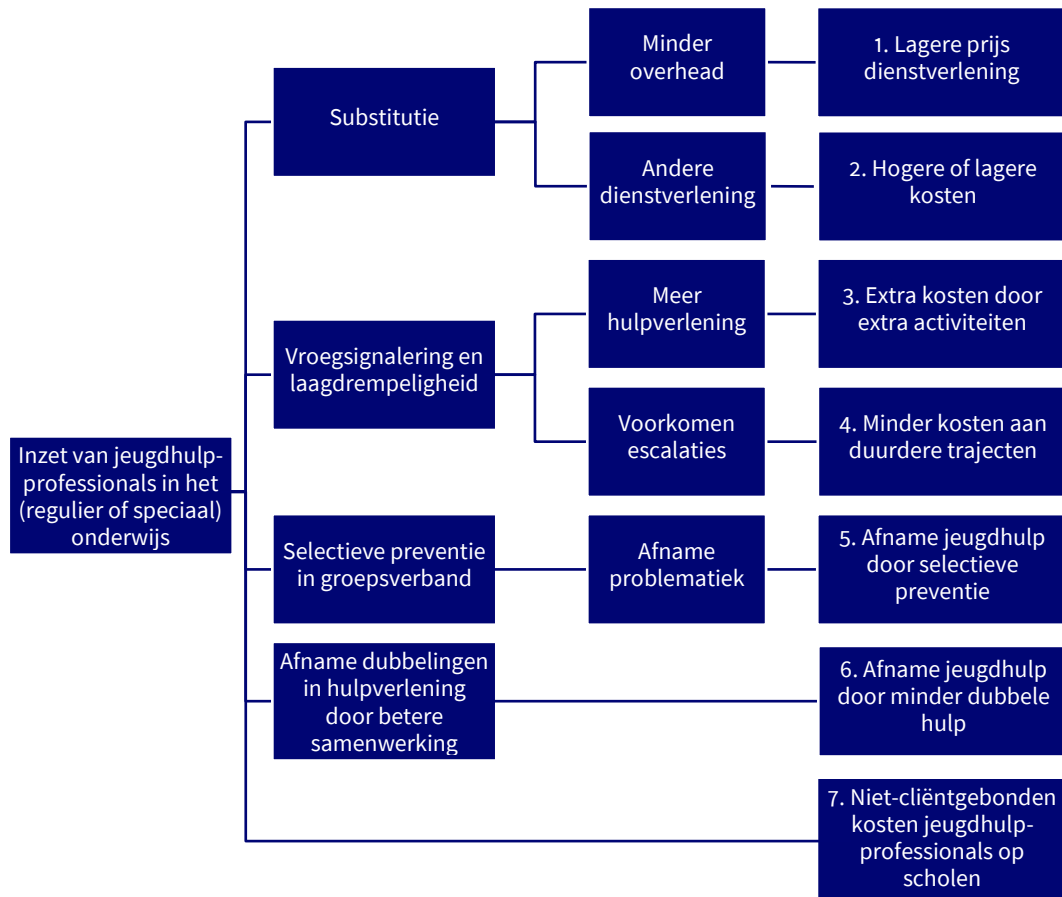 Minder
overhead
1. Lagere prijs
dienstverlening
Substitutie
Andere
dienstverlening
2. Hogere of lagere
kosten
Meer
hulpverlening
3. Extra kosten door
extra activiteiten
Vroegsignalering en
laagdrempeligheid
Voorkomen
escalaties
4. Minder kosten aan
duurdere trajecten
Inzet van jeugdhulp-
professionals in het
(regulier of speciaal)
onderwijs
Selectieve preventie
in groepsverband
Afname
problematiek
5. Afname jeugdhulp
door selectieve
preventie
Afname dubbelingen
in hulpverlening
door betere
samenwerking
6. Afname jeugdhulp
door minder dubbele
hulp
7. Niet-cliëntgebonden
kosten jeugdhulp-
professionals op
scholen